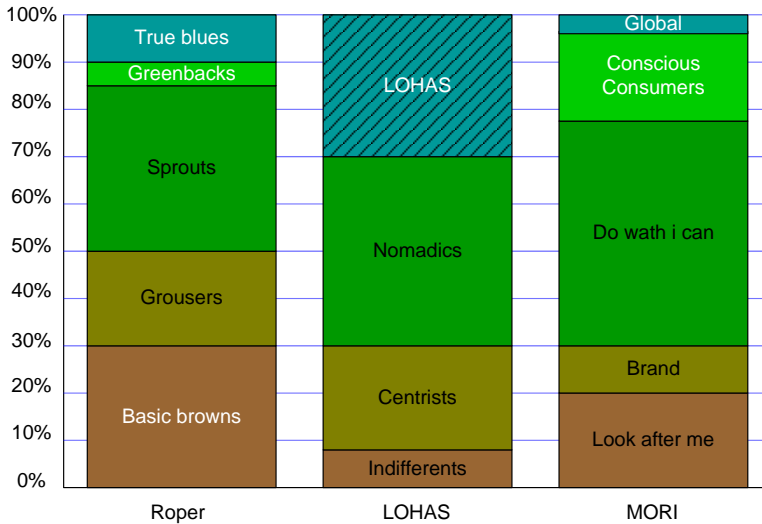 100%
90%
80%
70%
60%
50%
40%
30%
20%
10%
0%
True blues
Greenbacks
Sprouts
Grousers
Basic browns
LOHAS
Nomadics
Centrists
Indifferents
Global
Conscious
Consumers
Do wath i can
Brand
Look after me
Roper
LOHAS
MORI